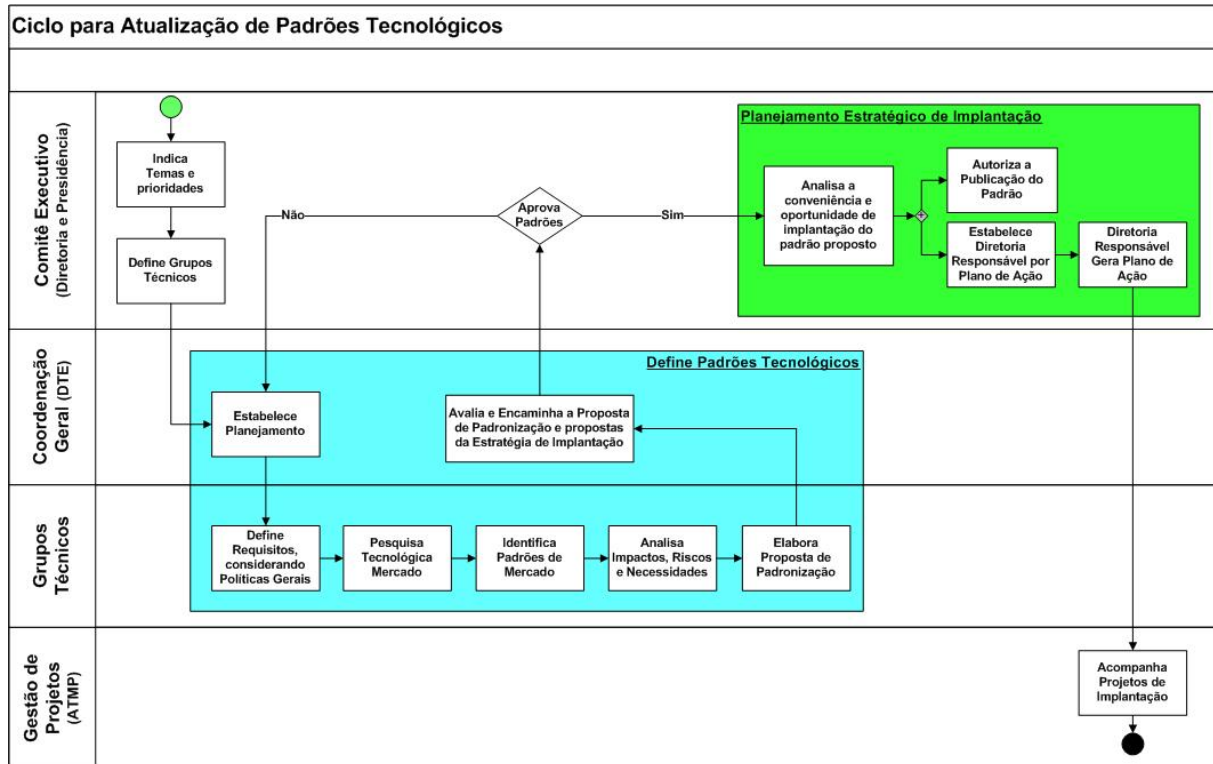 Ciclo para Atualização de Padrões Tecnológicos
Comitê Executivo
(Diretoria e Presidência)
Indica
Temas e
prioridades
Define Grupos
Técnicos
Não
Aprova
Padrões
Sim
Planejamento Estratégico de Implantação
Analisa a
conveniência e
oportunidade de
implantação do
padrão proposto
Autoriza a
Publicação do
Padrão
Estabelece
Diretoria
Responsável por
Plano de Ação
Diretoria
Responsável
Gera Plano de
Ação
Coordenação
Geral (DTE)
Define Padrões Tecnológicos
Estabelece
Planejamento
Avalia e Encaminha a Proposta
de Padronização e propostas
da Estratégia de Implantação
Grupos
Técnicos
Define
Requisitos,
considerando
Políticas Gerais
Pesquisa
Tecnológica
Mercado
Identifica
Padrões de
Mercado
Analisa
Impactos, Riscos
e Necessidades
Elabora
Proposta de
Padronização
Gestão de
Projetos
(ATMP)
Acompanha
Projetos de
Implantação